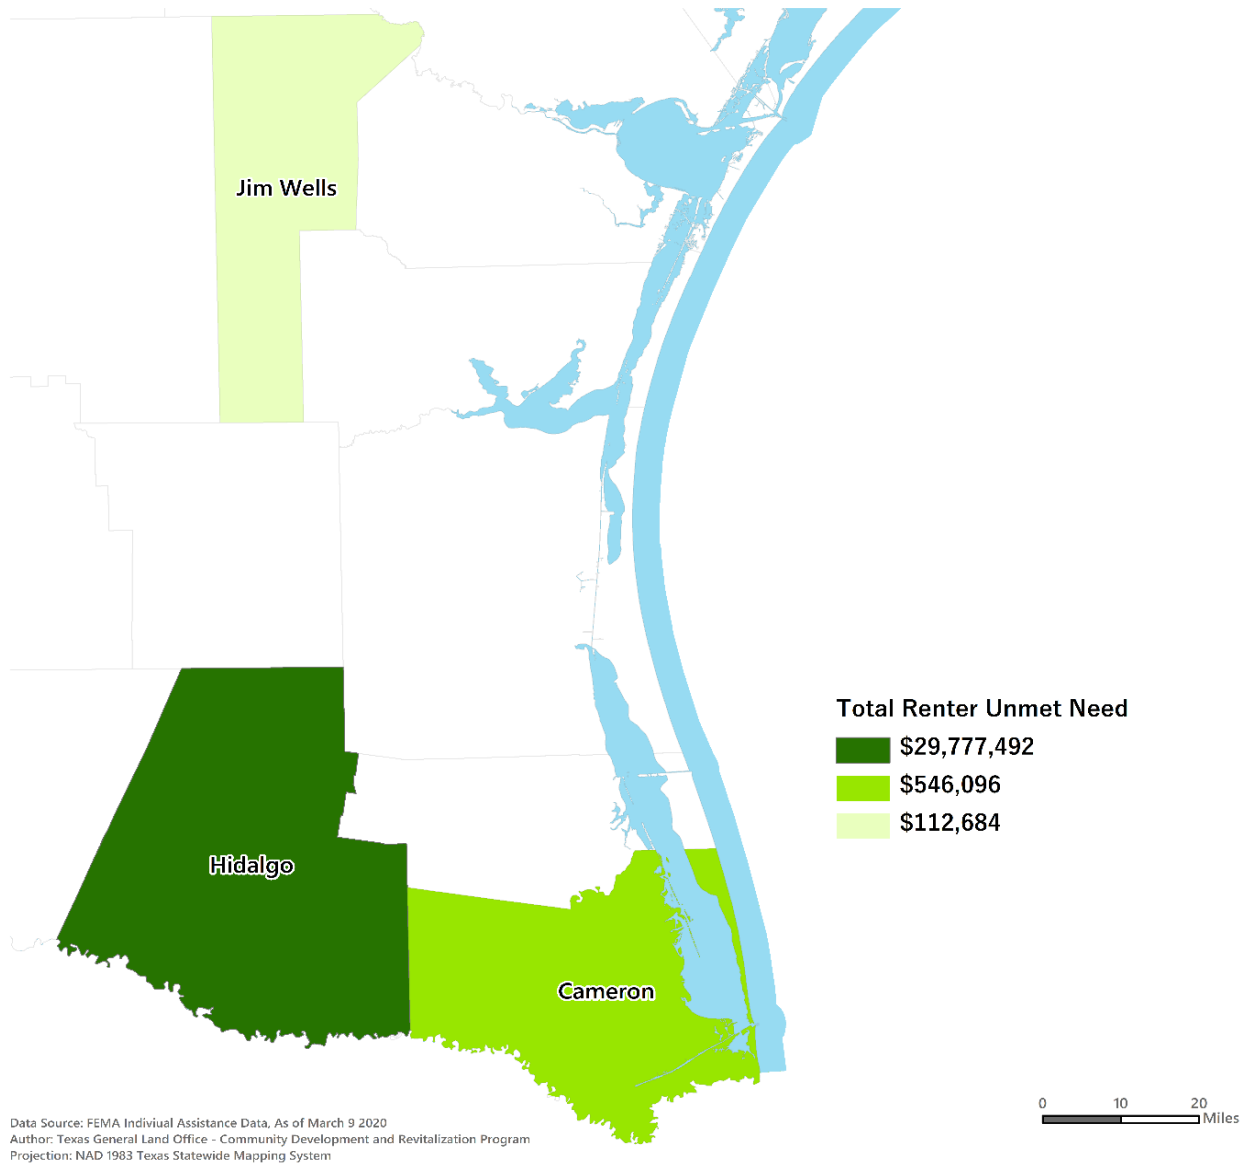 Jim Wells
Total Renter Unmet Need
$29,777,492
$546,096
$112,684
Hidalgo
Cameron
0 10 20
Miles
Data Source: FEMA Indiviual Assistance Data, As of March 9 2020
Author: Texas General Land Office - Community Development and Revitalization Program
Projection: NAD 1983 Texas Statewide Mapping System